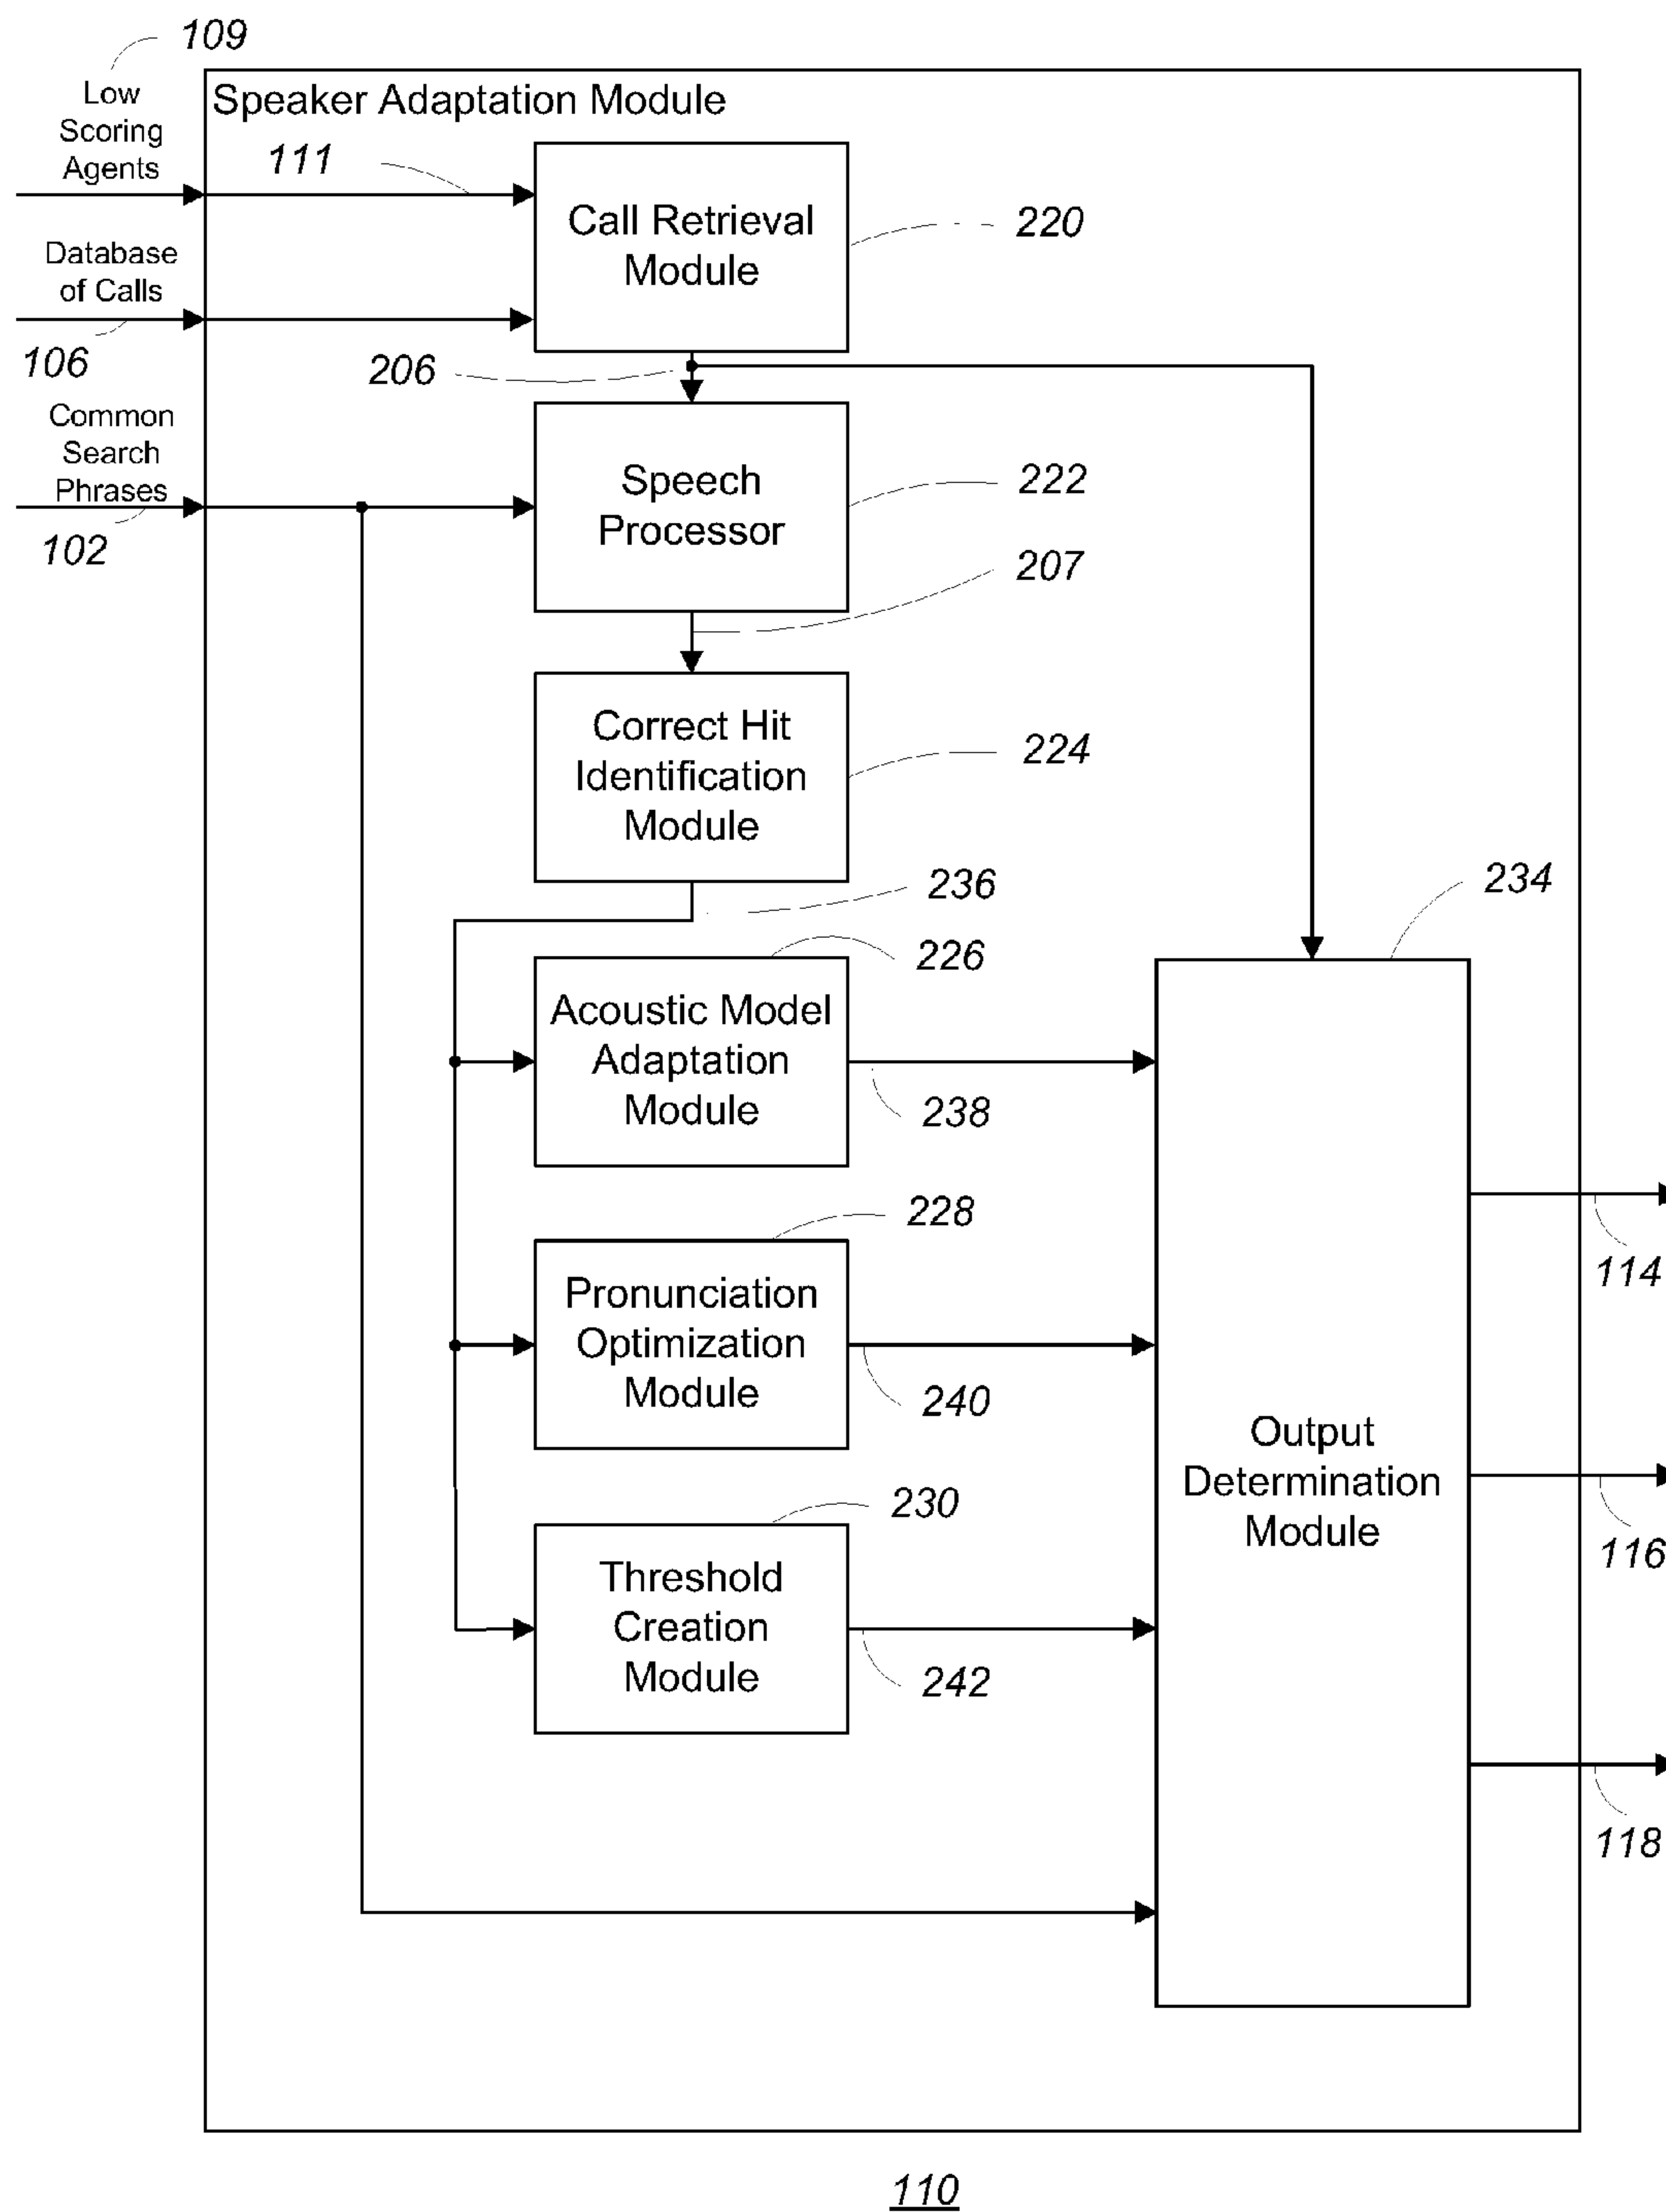 109
Low
Scoring
Agents
Speaker Adaptation Module
111
Call Retrieval
Module
220
Database
of Calls
106
206
Common
Search
Phrases
102
Speech
Processor
222
207
Correct Hit
Identification
Module
224
236
234
226
Acoustic Model
Adaptation
Module
238
228
Pronunciation
Optimization
Module
240
114
Output
Determination
Module
116
230
Threshold
Creation
Module
242
118
110